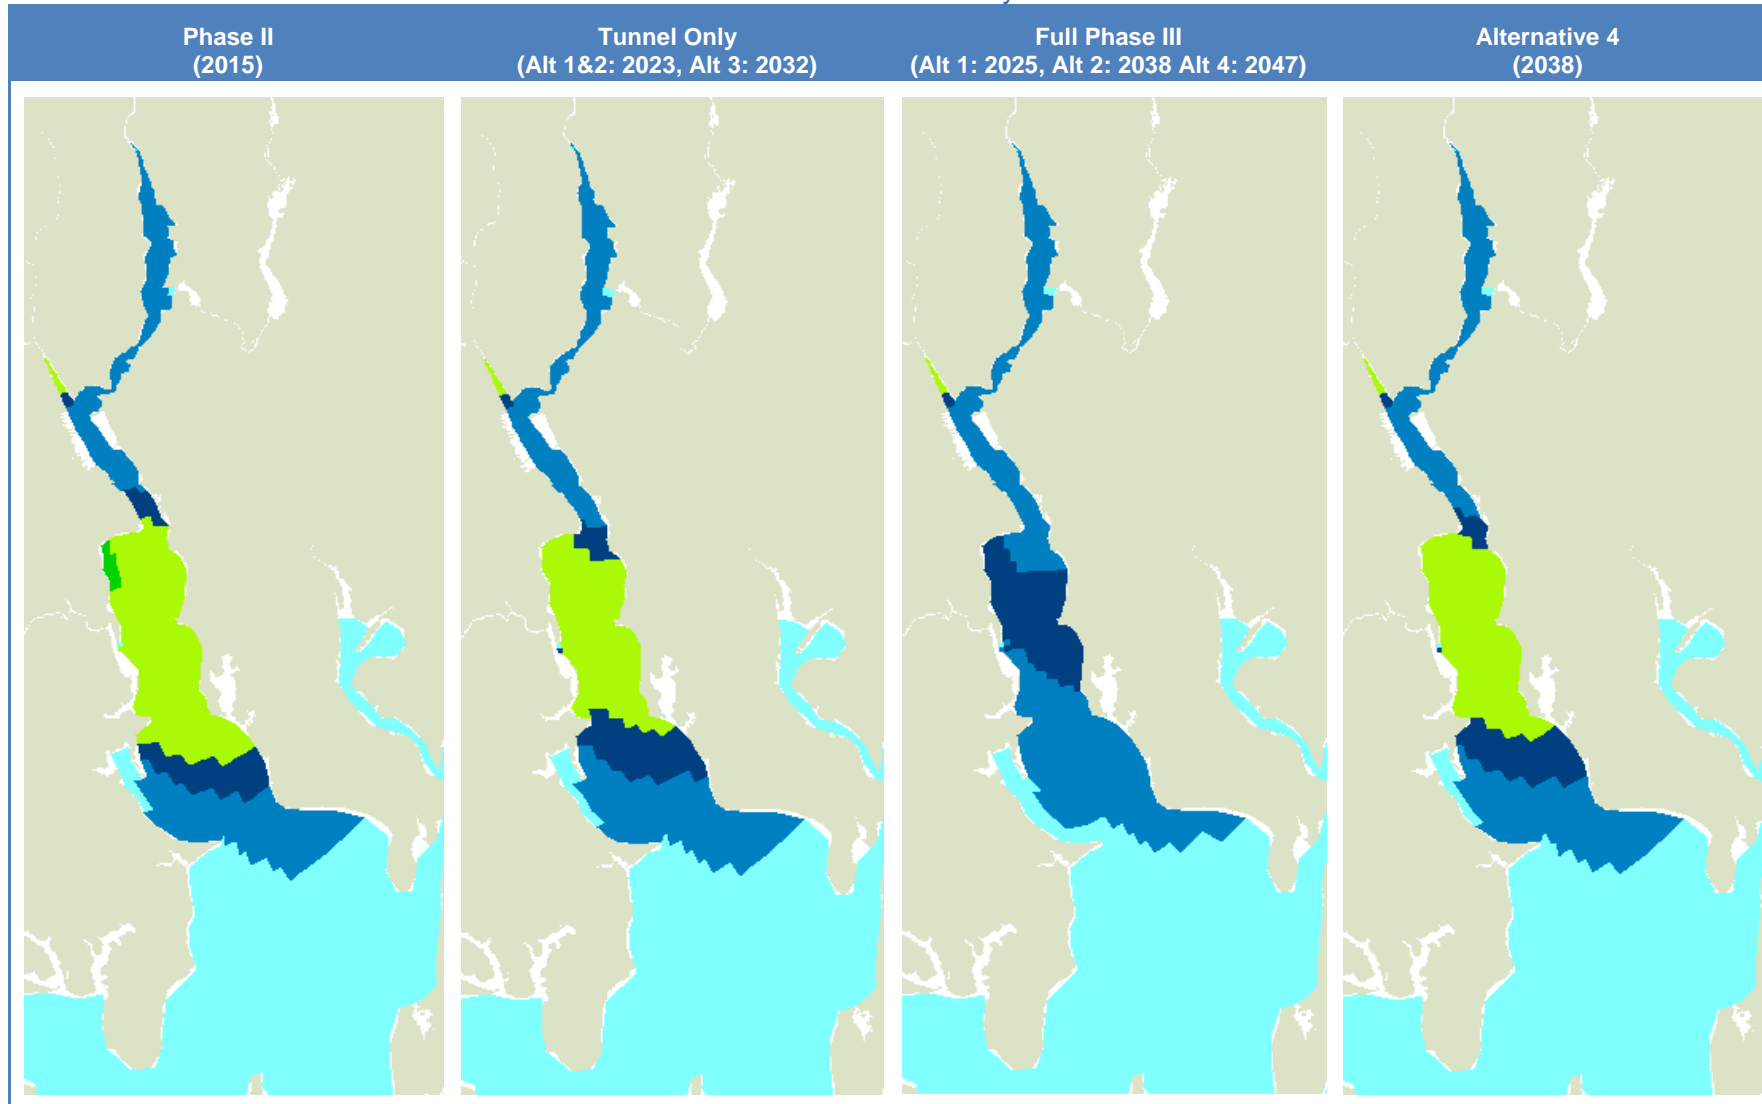 Phase II
(2015)
Tunnel Only
(Alt 1&2: 2023, Alt 3: 2032)
Full Phase III
(Alt 1: 2025, Alt 2: 2038 Alt 4: 2047)
Alternative 4
(2038)